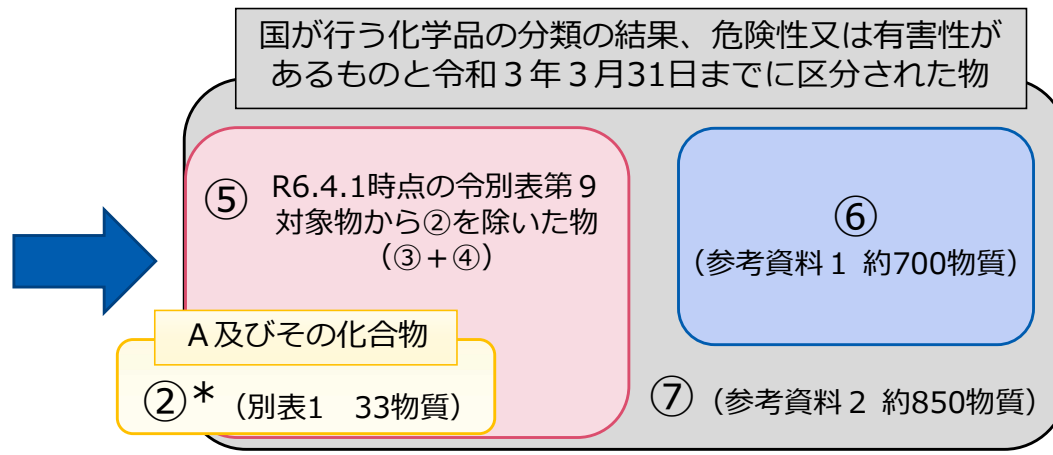 国が行う化学品の分類の結果、危険性又は有害性が
あるものと令和３年３月31日までに区分された物
⑤ R6.4.1時点の令別表第９
対象物から②を除いた物
（③＋④）
⑥
（参考資料１ 約700物質）
Ａ及びその化合物
②*（別表1　33物質）
⑦（参考資料２ 約850物質）